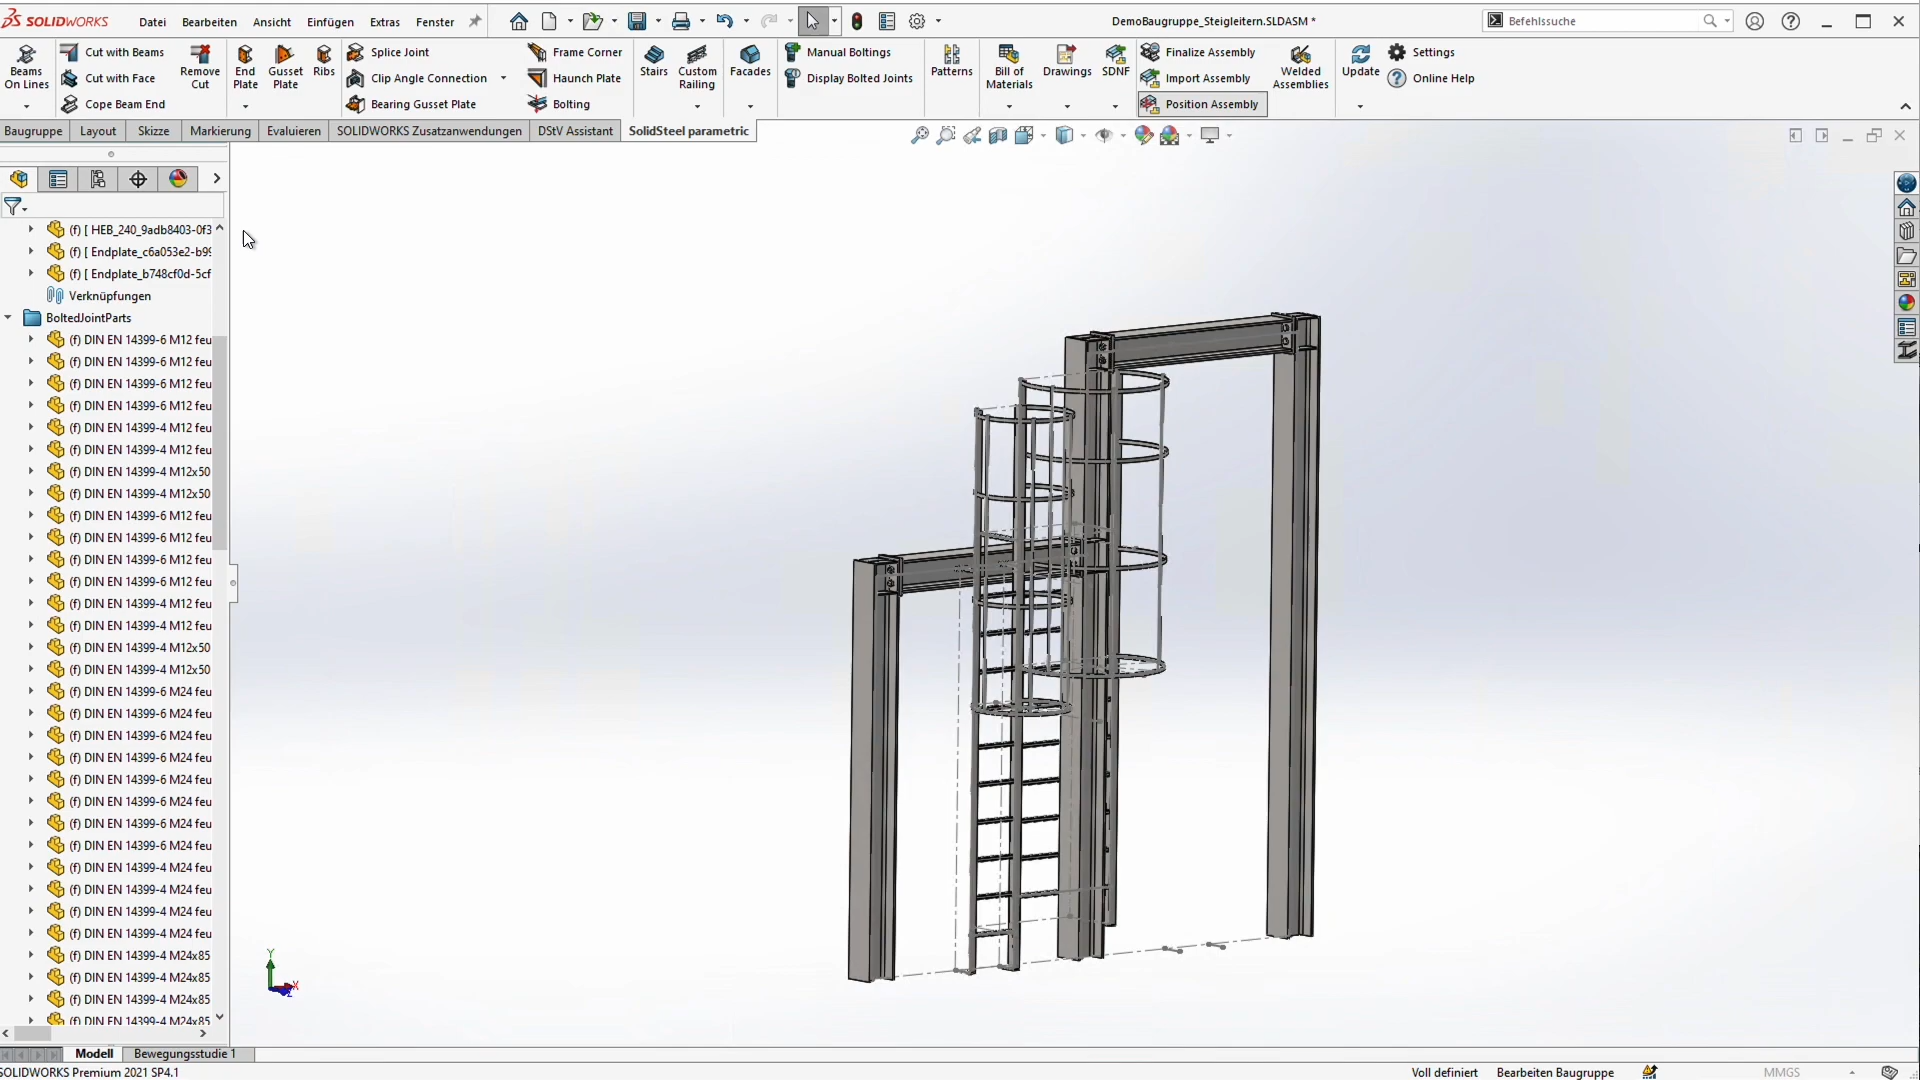 SOLIDWORKS
Datei Bearbeiten Ansicht Einfügen Extras Fenster
DemoBaugruppe_Steigleitern.SLDASM *
Befehlssuche
Beams On Lines
Cut with Beams
Cut with Face
Cope Beam End
Remove Cut
End Plate
Gusset Plate
Ribs
Splice Joint
Clip Angle Connection
Bearing Gusset Plate
Frame Corner
Haunch Plate
Bolting
Stairs
Custom Railing
Facades
Manual Boltings
Display Bolted Joints
Patterns
Bill of Materials
Drawings
SDNF
Finalize Assembly
Import Assembly
Position Assembly
Welded Assemblies
Update
Settings
Online Help
Baugruppe Layout Skizze Markierung Evaluieren SOLIDWORKS Zusatzanwendungen DStV Assistant SolidSteel parametric
(f) [ HEB_240_9adb8403-0f3
(f) [ Endplate_c6a053e2-b99
(f) [ Endplate_b748cf0d-5cf
Verknüpfungen
BoltedJointParts
(f) DIN EN 14399-6 M12 feu
(f) DIN EN 14399-6 M12 feu
(f) DIN EN 14399-6 M12 feu
(f) DIN EN 14399-6 M12 feu
(f) DIN EN 14399-4 M12 feu
(f) DIN EN 14399-4 M12 feu
(f) DIN EN 14399-4 M12x50
(f) DIN EN 14399-4 M12x50
(f) DIN EN 14399-6 M12 feu
(f) DIN EN 14399-6 M12 feu
(f) DIN EN 14399-6 M12 feu
(f) DIN EN 14399-6 M12 feu
(f) DIN EN 14399-4 M12 feu
(f) DIN EN 14399-4 M12 feu
(f) DIN EN 14399-4 M12x50
(f) DIN EN 14399-4 M12x50
(f) DIN EN 14399-6 M24 feu
(f) DIN EN 14399-6 M24 feu
(f) DIN EN 14399-6 M24 feu
(f) DIN EN 14399-6 M24 feu
(f) DIN EN 14399-6 M24 feu
(f) DIN EN 14399-6 M24 feu
(f) DIN EN 14399-6 M24 feu
(f) DIN EN 14399-6 M24 feu
(f) DIN EN 14399-4 M24 feu
(f) DIN EN 14399-4 M24 feu
(f) DIN EN 14399-4 M24 feu
(f) DIN EN 14399-4 M24 feu
(f) DIN EN 14399-4 M24x85
(f) DIN EN 14399-4 M24x85
(f) DIN EN 14399-4 M24x85
(f) DIN EN 14399-4 M24x85
Y
X
Z
Modell Bewegungsstudie 1
SOLIDWORKS Premium 2021 SP4.1
Voll definiert Bearbeiten Baugruppe MMGS